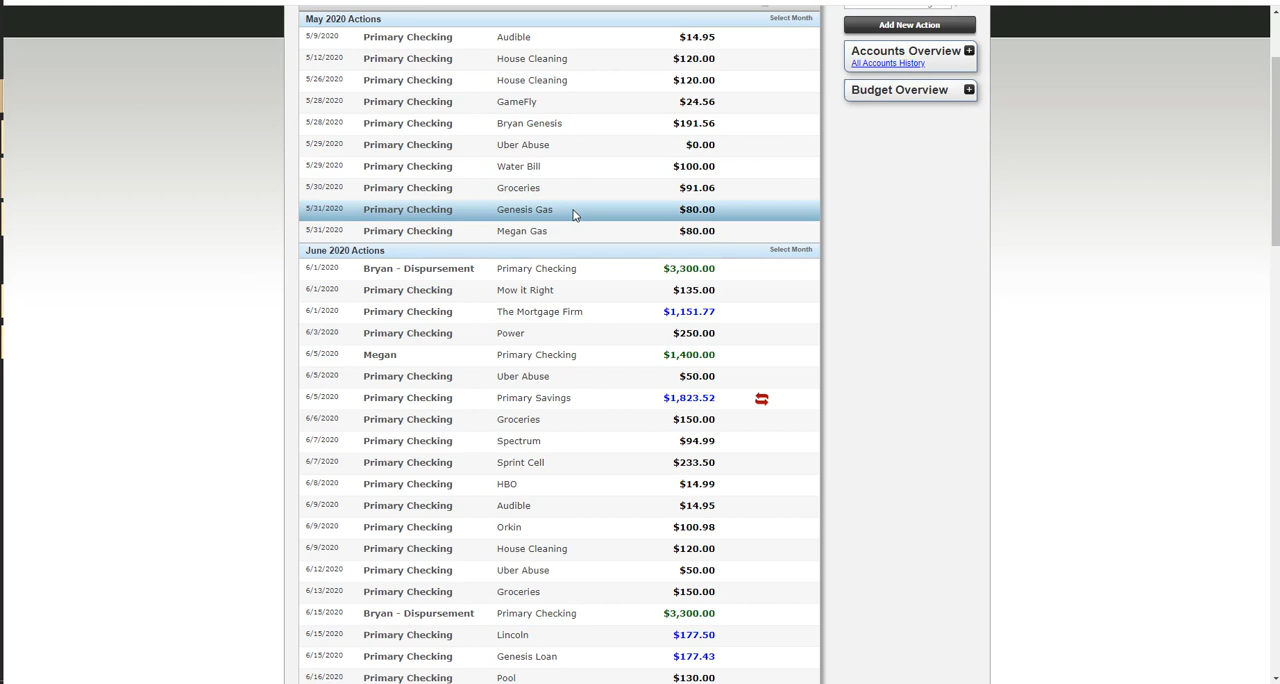 May 2020 Actions Select Month
5/9/2020 Primary Checking Audible $14.95
5/12/2020 Primary Checking House Cleaning $120.00
5/26/2020 Primary Checking House Cleaning $120.00
5/28/2020 Primary Checking GameFly $24.56
5/28/2020 Primary Checking Bryan Genesis $191.56
5/29/2020 Primary Checking Uber Abuse $0.00
5/29/2020 Primary Checking Water Bill $100.00
5/30/2020 Primary Checking Groceries $91.06
5/31/2020 Primary Checking Genesis Gas $80.00
5/31/2020 Primary Checking Megan Gas $80.00
June 2020 Actions Select Month
6/1/2020 Bryan - Dispursement Primary Checking $3,300.00
6/1/2020 Primary Checking Mow it Right $135.00
6/1/2020 Primary Checking The Mortgage Firm $1,151.77
6/3/2020 Primary Checking Power $250.00
6/5/2020 Megan Primary Checking $1,400.00
6/5/2020 Primary Checking Uber Abuse $50.00
6/5/2020 Primary Checking Primary Savings $1,823.52
6/6/2020 Primary Checking Groceries $150.00
6/7/2020 Primary Checking Spectrum $94.99
6/7/2020 Primary Checking Sprint Cell $233.50
6/8/2020 Primary Checking HBO $14.99
6/9/2020 Primary Checking Audible $14.95
6/9/2020 Primary Checking Orkin $100.98
6/9/2020 Primary Checking House Cleaning $120.00
6/12/2020 Primary Checking Uber Abuse $50.00
6/13/2020 Primary Checking Groceries $150.00
6/15/2020 Bryan - Dispursement Primary Checking $3,300.00
6/15/2020 Primary Checking Lincoln $177.50
6/15/2020 Primary Checking Genesis Loan $177.43
6/16/2020 Primary Checking Pool $130.00
Add New Action
Accounts Overview
All Accounts History
Budget Overview